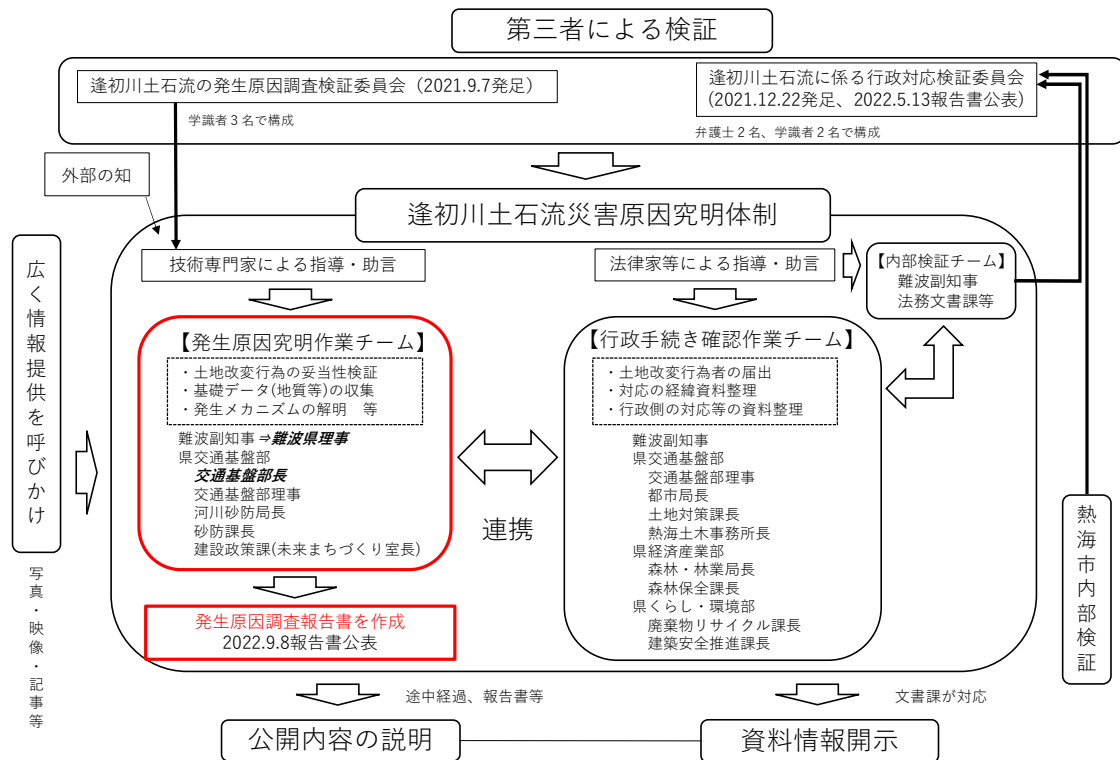 第三者による検証
逢初川土石流の発生原因調査検証委員会（2021.9.7発足）
学識者３名で構成
逢初川土石流に係る行政対応検証委員会
(2021.12.22発足、2022.5.13報告書公表)
弁護士２名、学識者２名で構成
外部の知
逢初川土石流災害原因究明体制
広く情報提供を呼びかけ
写真・映像・記事等
技術専門家による指導・助言
【発生原因究明作業チーム】
・土地改変行為の妥当性検証
・基礎データ(地質等)の収集
・発生メカニズムの解明　等
難波副知事⇒難波県理事
県交通基盤部
交通基盤部長
交通基盤部理事
河川砂防局長
砂防課長
建設政策課(未来まちづくり室長)
発生原因調査報告書を作成
2022.9.8報告書公表
連携
法律家等による指導・助言
【行政手続き確認作業チーム】
・土地改変行為者の届出
・対応の経緯資料整理
・行政側の対応等の資料整理
難波副知事
県交通基盤部
交通基盤部理事
都市局長
土地対策課長
熱海土木事務所長
県経済産業部
森林・林業局長
森林保全課長
県くらし・環境部
廃棄物リサイクル課長
建築安全推進課長
【内部検証チーム】
難波副知事
法務文書課等
熱海市内部検証
途中経過、報告書等
文書課が対応
公開内容の説明
資料情報開示